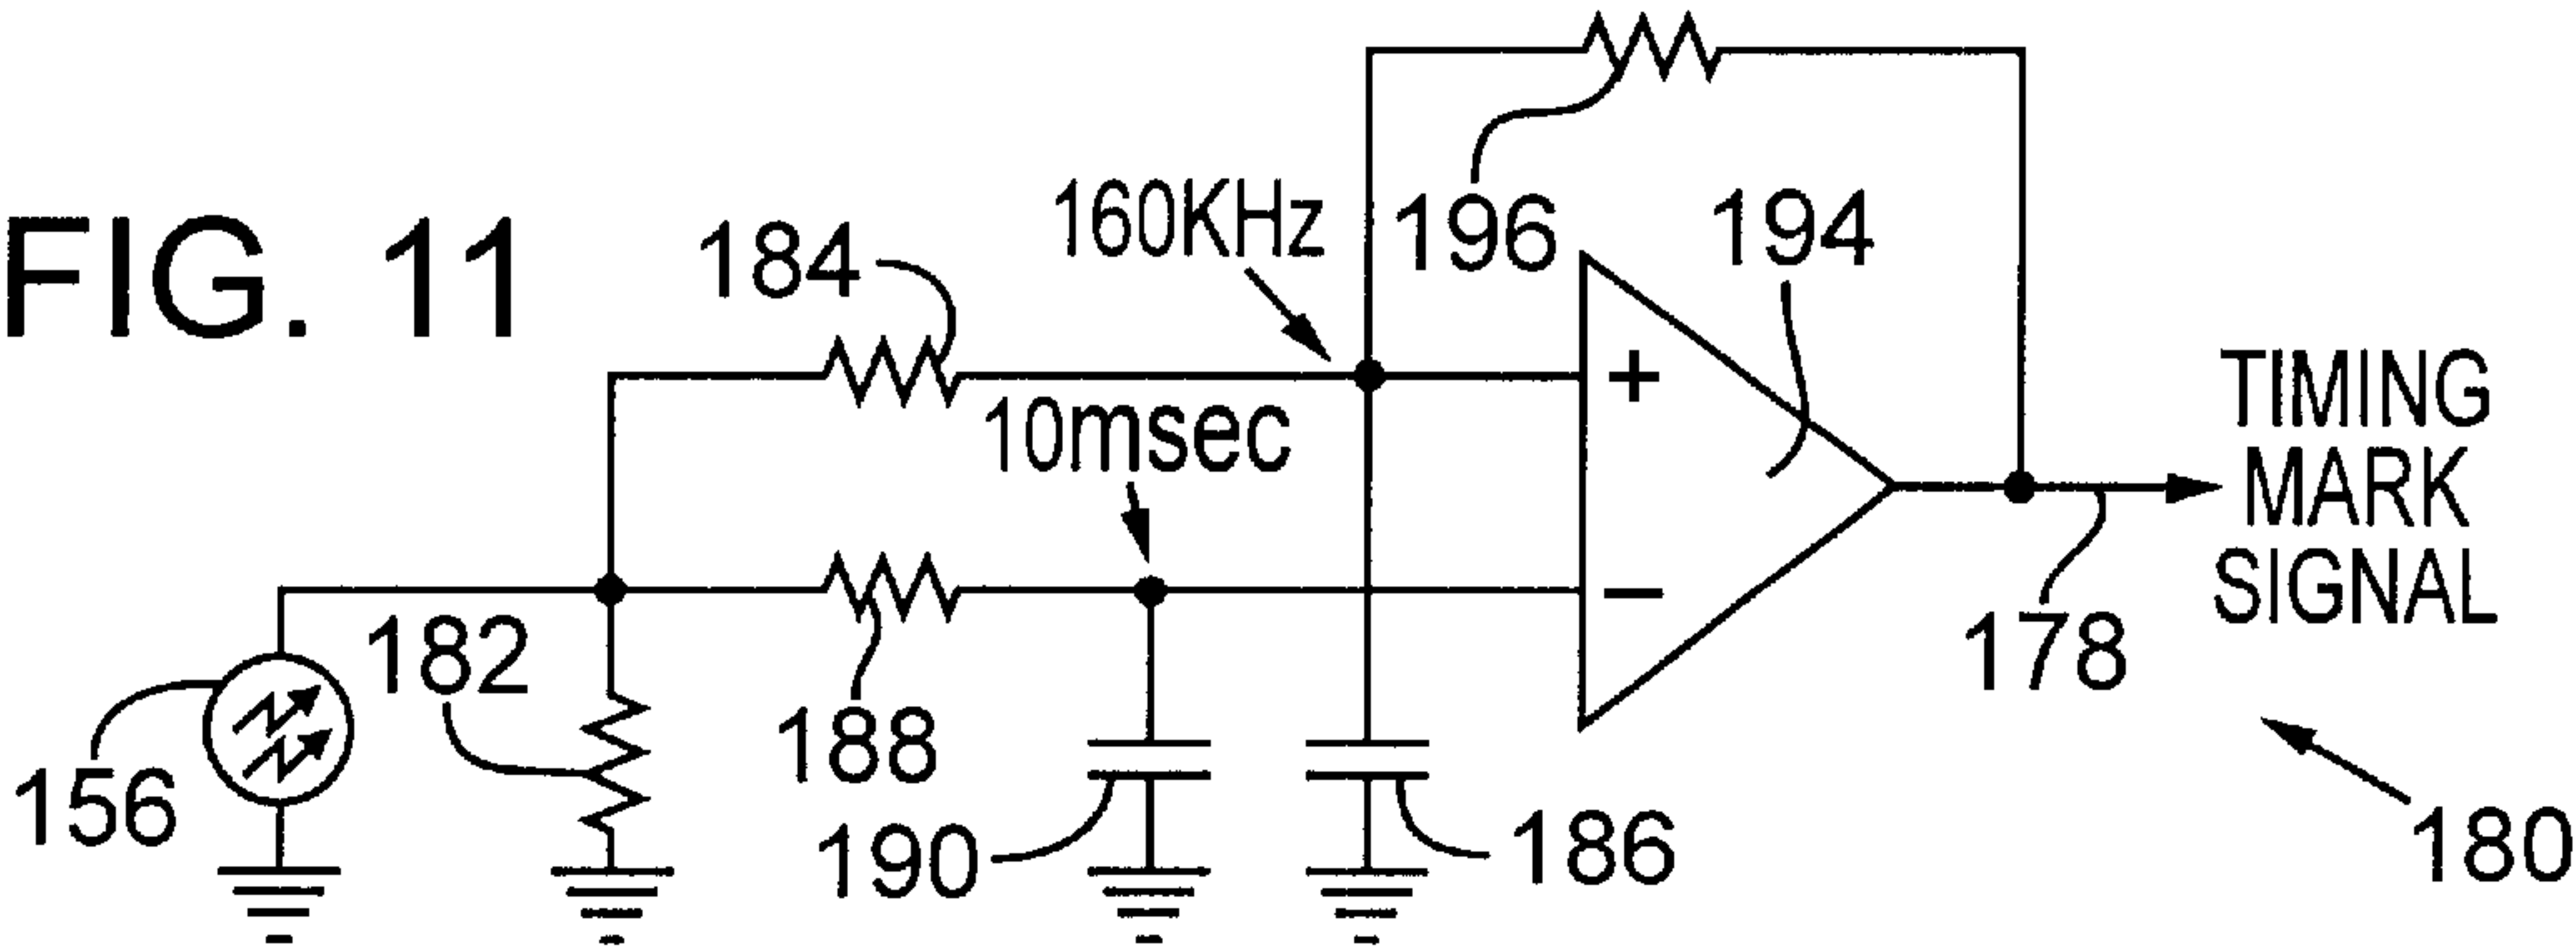 FIG. 11
184
160KHz
196
194
10msec
TIMING
MARK
SIGNAL
+
−
182
188
178
156
190
186
180